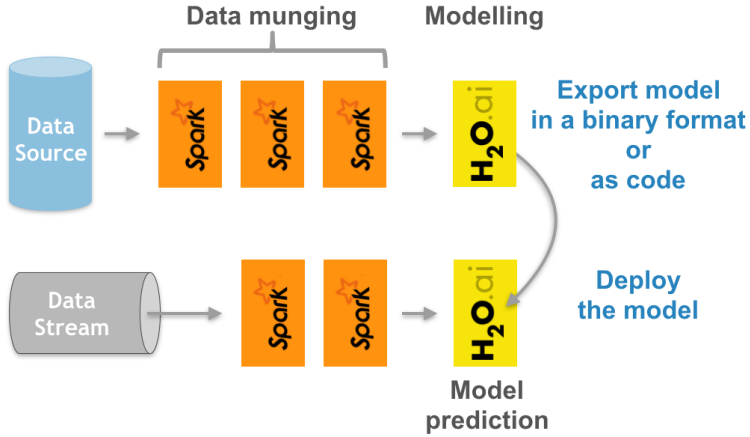 Data munging
Modelling
Data
Source
Spark
Spark
Spark
H2O.ai
Export model
in a binary format
or
as code
Data
Stream
Spark
Spark
H2O.ai
Deploy
the model
Model
prediction